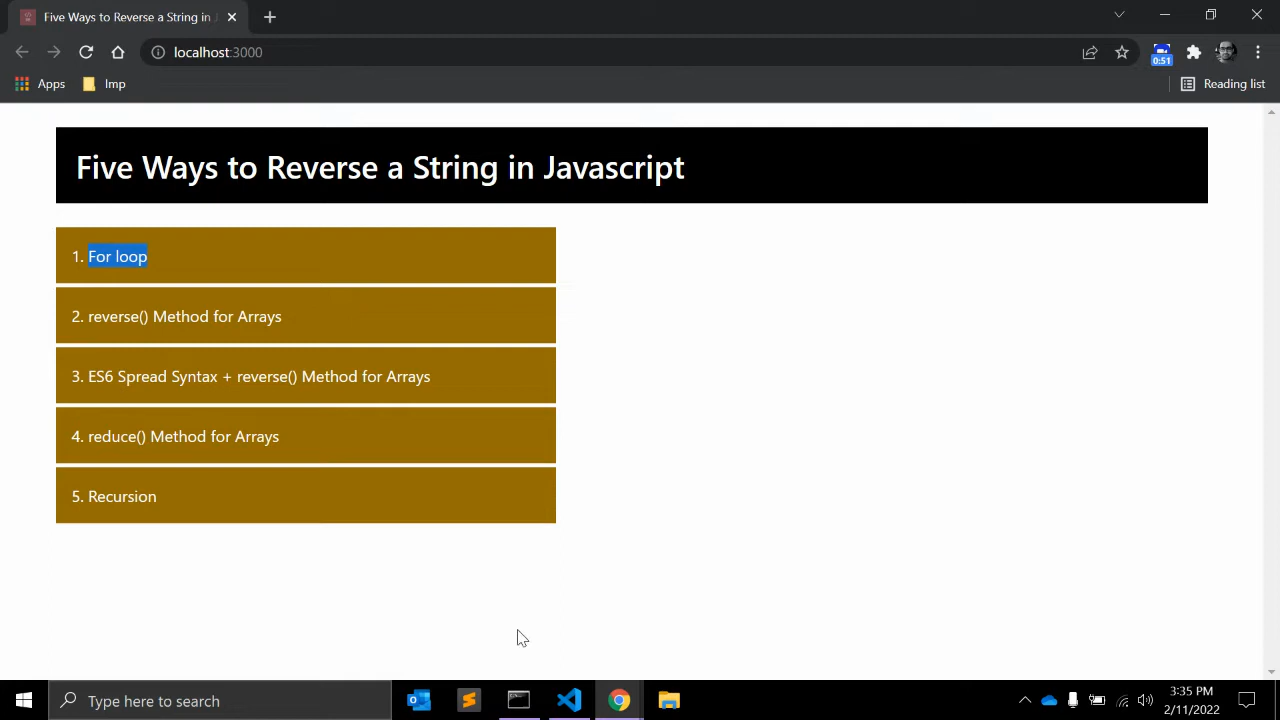 Five Ways to Reverse a String in J
localhost:3000
0:51
Apps
Imp
Reading list
Five Ways to Reverse a String in Javascript
1. For loop
2. reverse() Method for Arrays
3. ES6 Spread Syntax + reverse() Method for Arrays
4. reduce() Method for Arrays
5. Recursion
Type here to search
3:35 PM
2/11/2022